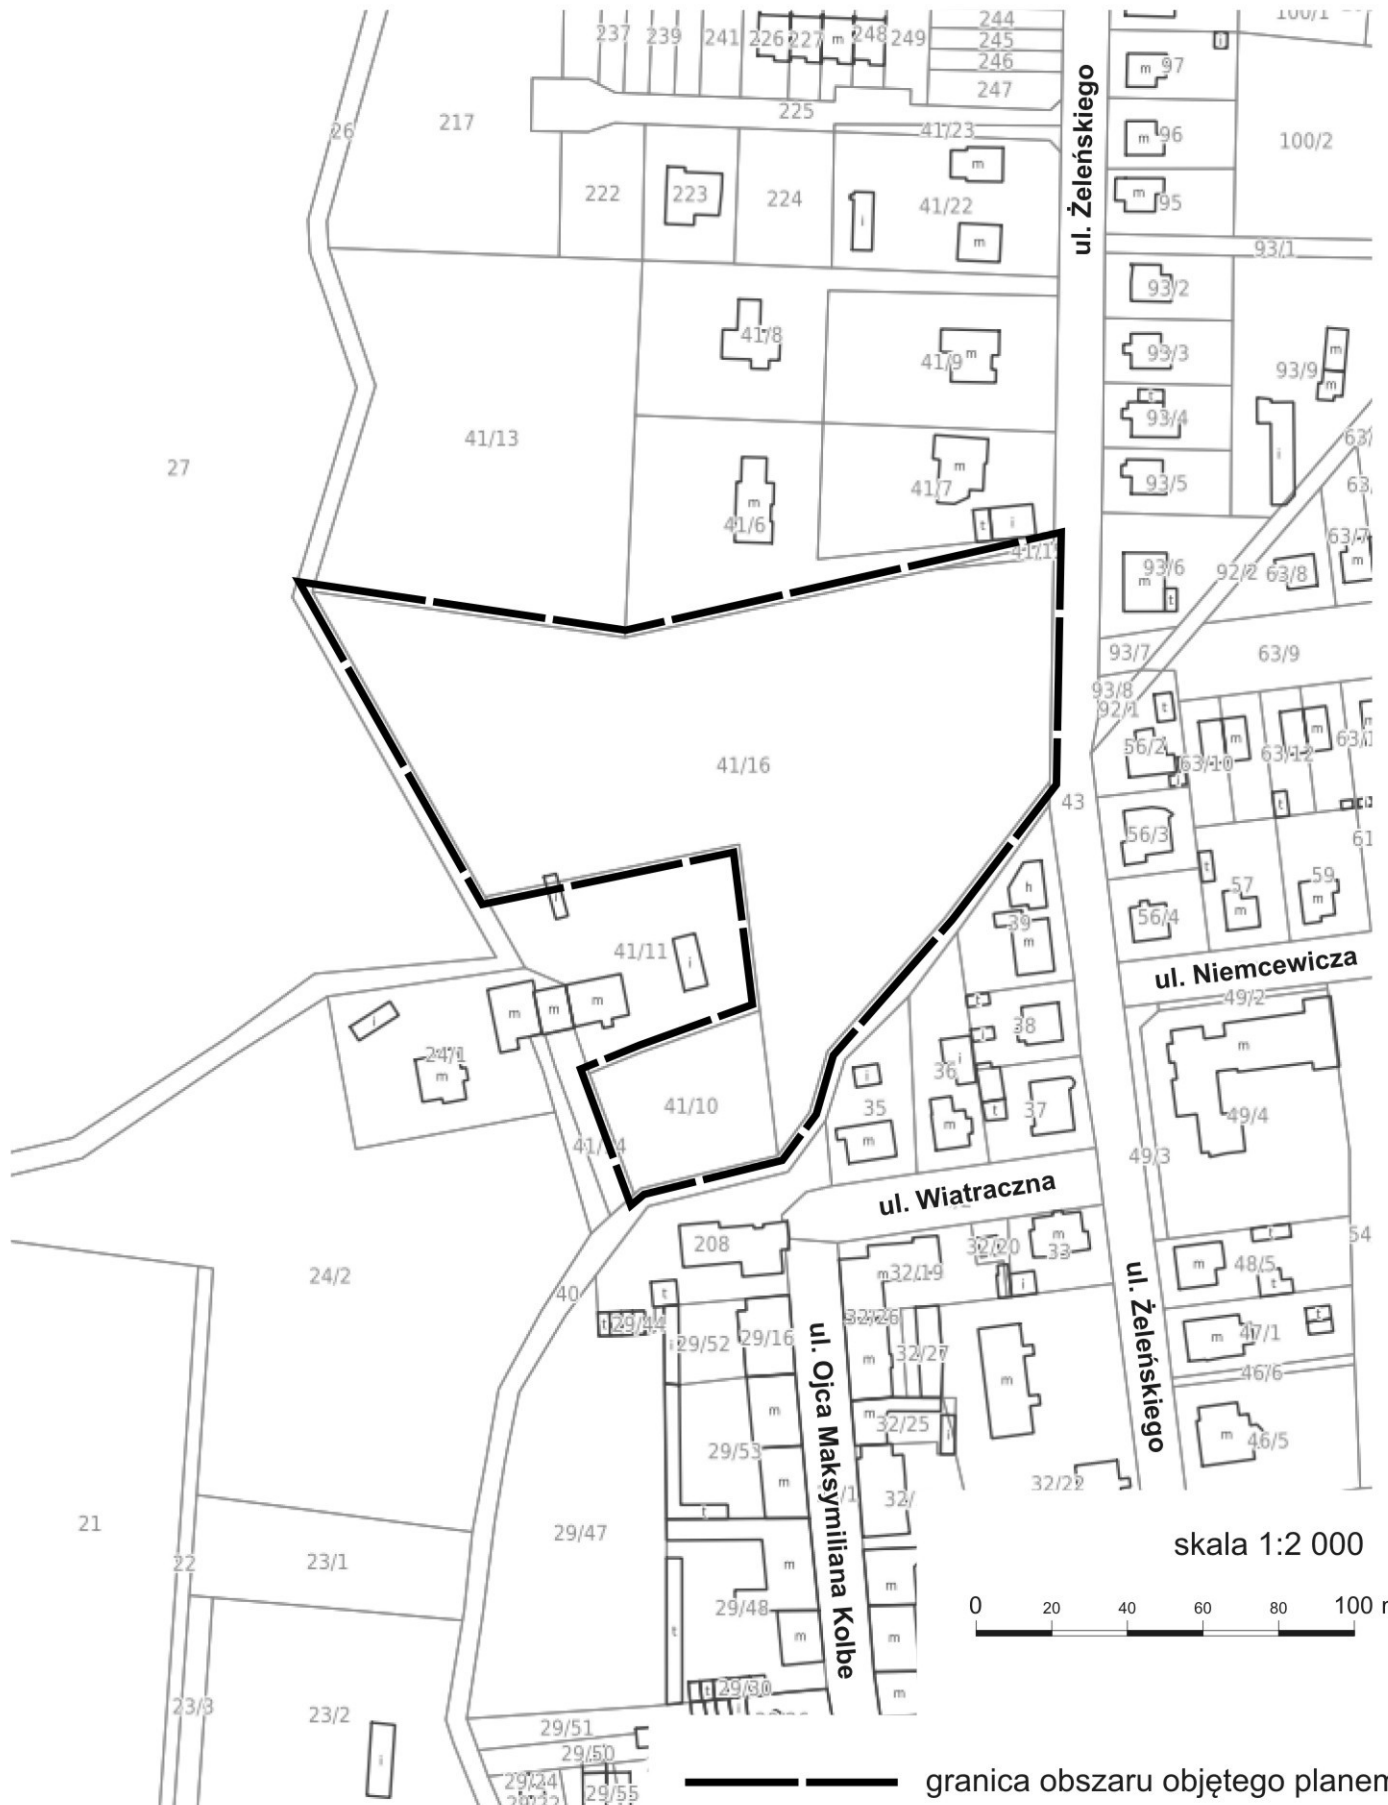 237 239 241 226 227 m 248 249 244
245
246
247
i
m 97
26 217 225 41/23
m 96 100/2
222 223 224 41/22 m i m
m 95
ul. Żeleńskiego
93/1
93/2
41/8 41/9 m 93/3 93/9 m m
t 93/4
27 41/13 i
m 41/7 93/5
m 41/6 t i
93/6 m t 92/2 63/8 63/7 m
93/7 63/9
93/8
92/1 t
41/16 56/2 63/10 m 63/12 m
43 56/3 t t
h 39 m 56/4 57 m 59 m
ul. Niemcewicza
49/2
41/11 i
m m m
i 24/1 m
t 38 i
36 i m t 37
i 35 m
41/10
m 49/4
49/3
ul. Wiatraczna
208 m 32/19 32/20 m 33 i
24/2 40 t
t 29/44 29/52 29/16
54 t m 48/5 t
m 47/1 t
46/6
m 46/5
ul. Żeleńskiego
32/26 m 32/27 m
m 32/25 i
m 29/53 m t
32/22
ul. Ojca Maksymiliana Kolbe
21 22 23/1 29/47
skala 1:2 000
m m
29/48 m m
t
0 20 40 60 80 100
23/3 23/2 i
t 29/30 m
29/51
29/50
29/24
29/55
granica obszaru objętego planem